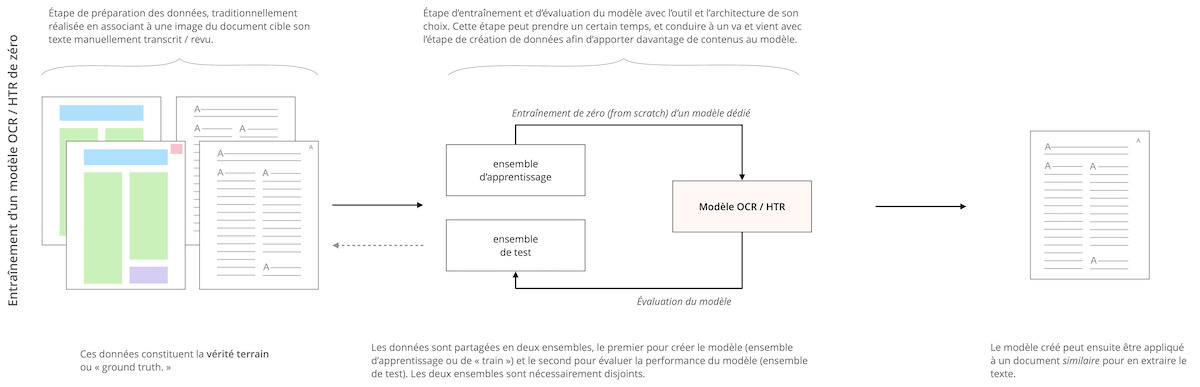 Entraînement d'un modèle OCR / HTR de zéro
Étape de préparation des données, traditionnellement
réalisée en associant à une image du document cible son
texte manuellement transcrit / revu.
A
A A
A
A
A A
A
Ces données constituent la vérité terrain
ou « ground truth. »
Étape d'entraînement et d'évaluation du modèle avec l'outil et l'architecture de son
choix. Cette étape peut prendre un certain temps, et conduire à un va et vient avec
l'étape de création de données afin d'apporter davantage de contenus au modèle.
Entraînement de zéro (from scratch) d'un modèle dédié
ensemble
d'apprentissage
Modèle OCR / HTR
ensemble
de test
Évaluation du modèle
Les données sont partagées en deux ensembles, le premier pour créer le modèle (ensemble
d'apprentissage ou de « train ») et le second pour évaluer la performance du modèle (ensemble
de test). Les deux ensembles sont nécessairement disjoints.
A
A
A A
A
Le modèle créé peut ensuite être appliqué
à un document similaire pour en extraire le
texte.